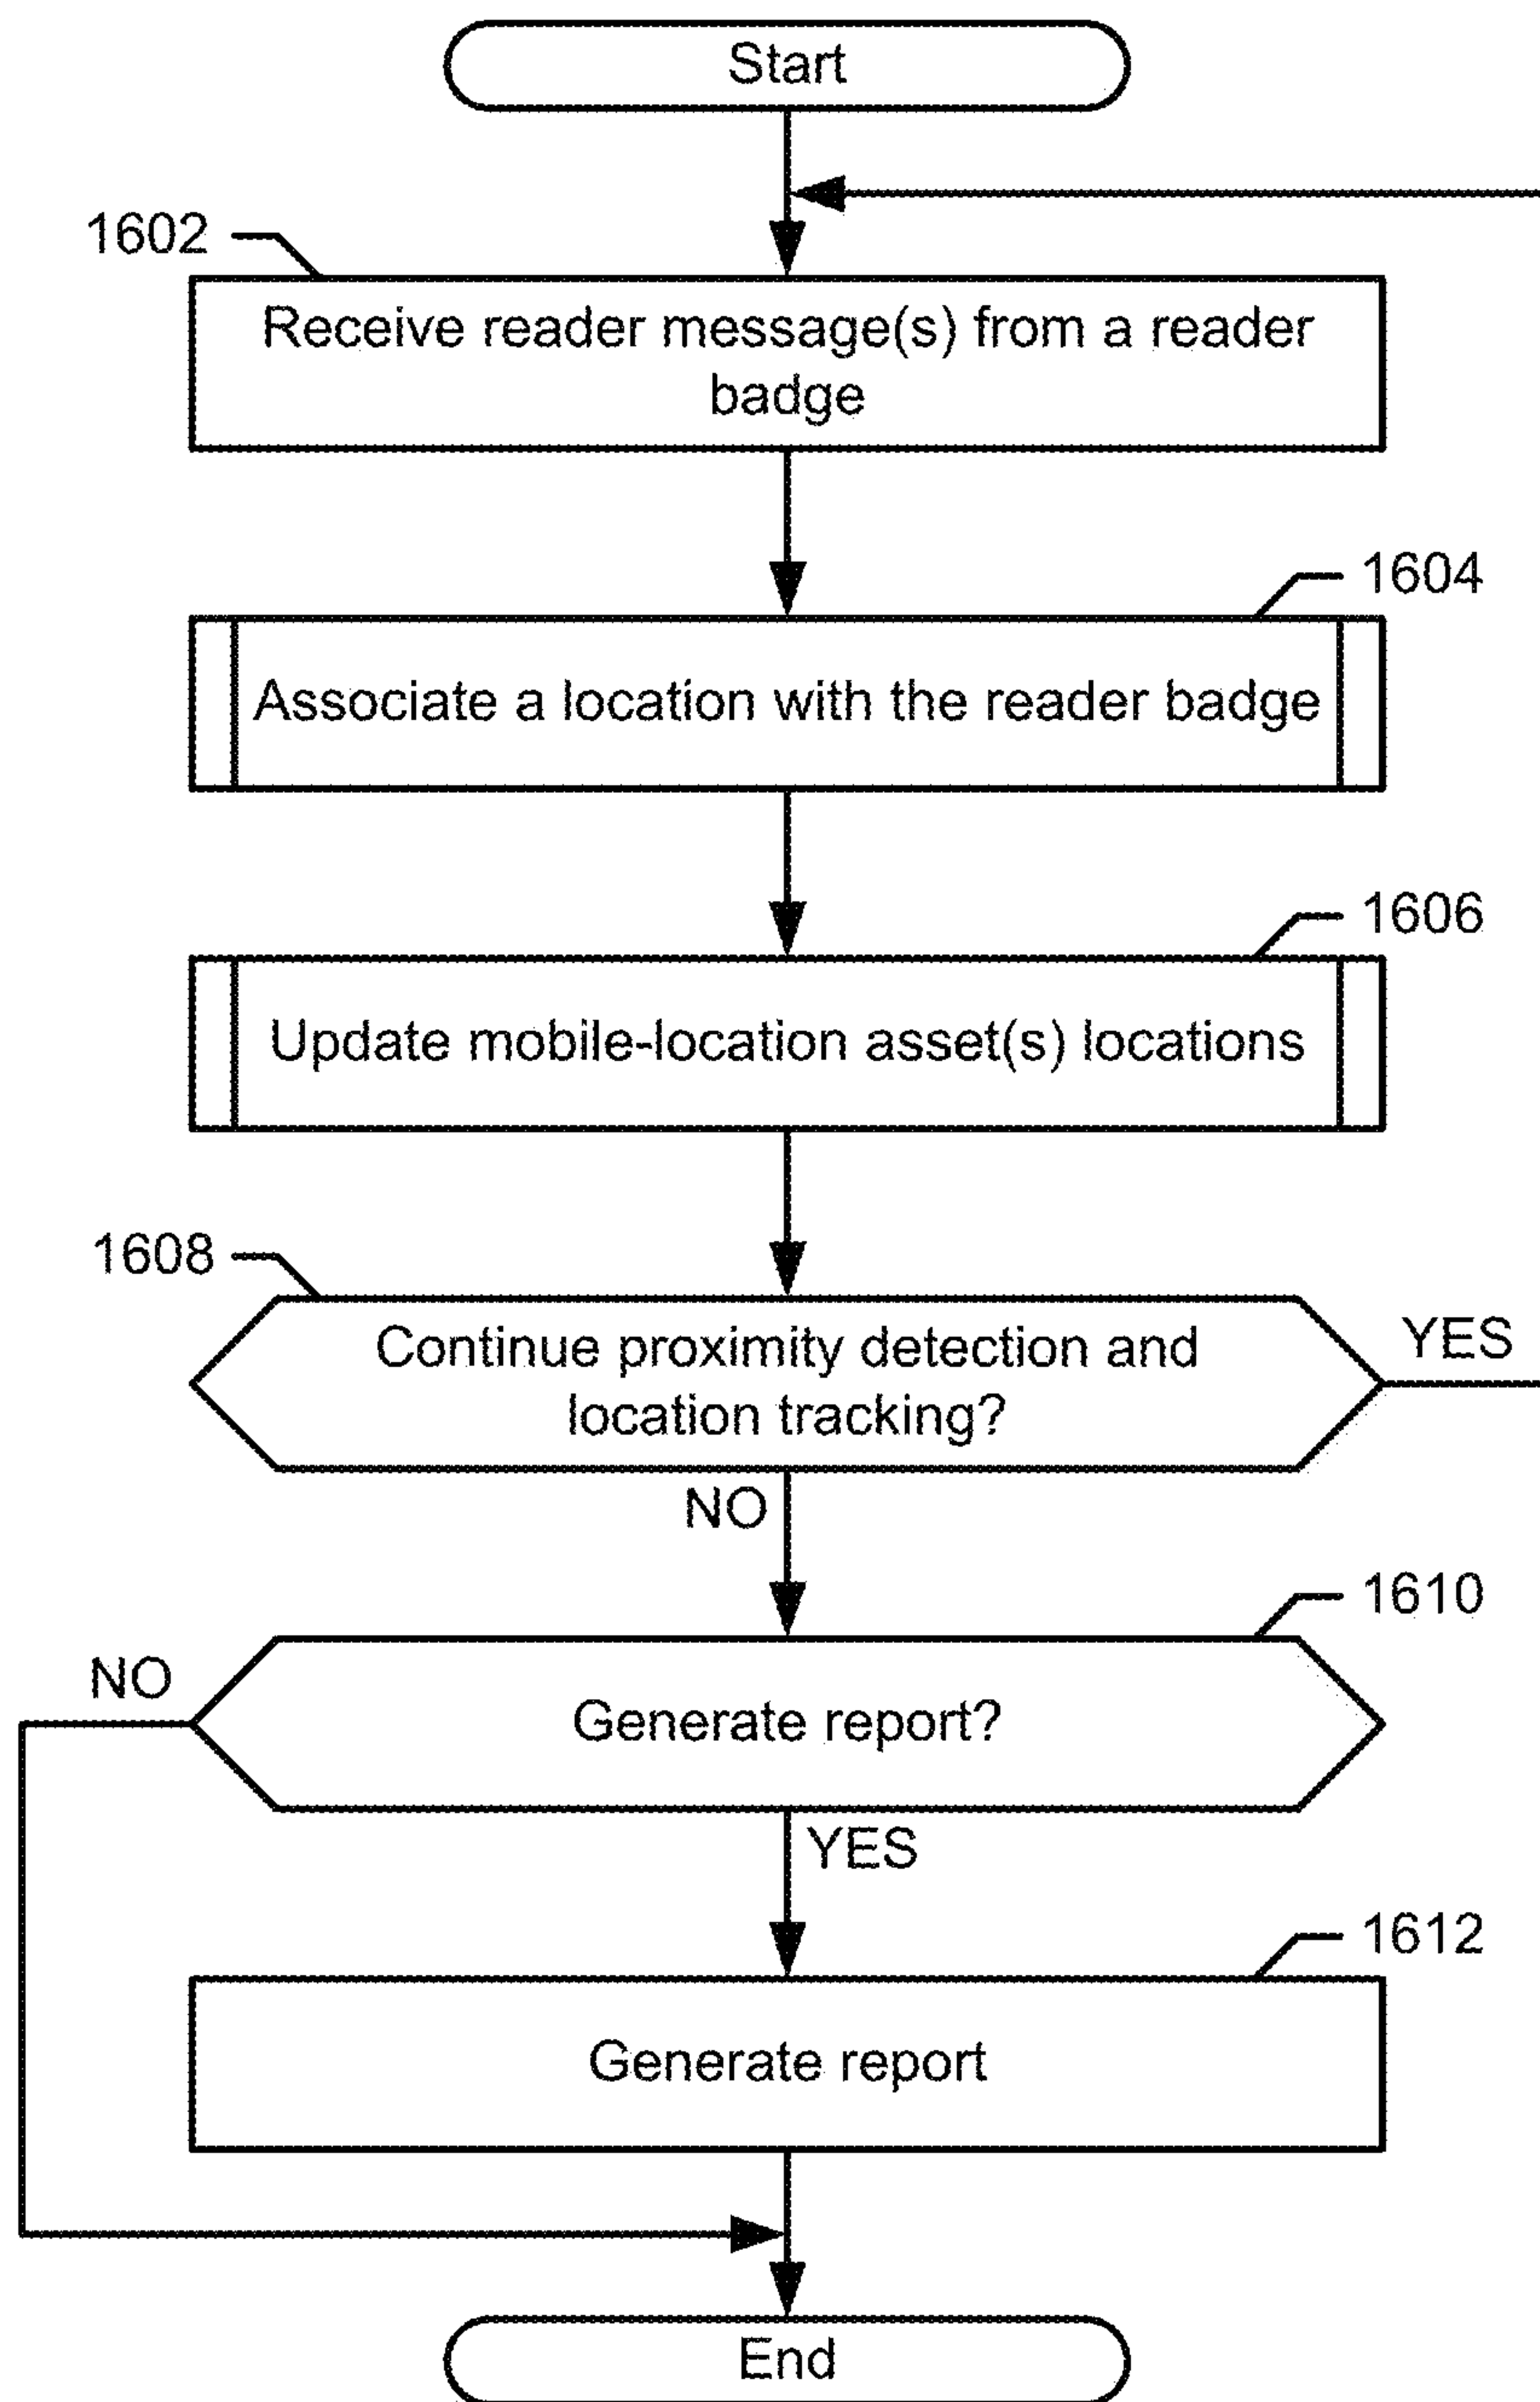 Start
1602
Receive reader message(s) from a reader
badge
1604
Associate a location with the reader badge
1606
Update mobile-location asset(s) locations
1608
Continue proximity detection and
location tracking?
YES
NO
1610
NO
Generate report?
YES
1612
Generate report
End